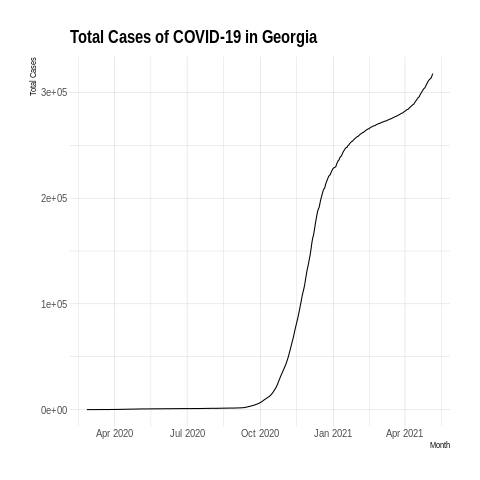 Total Cases of COVID-19 in Georgia
Total Cases
3e+05
2e+05
1e+05
0e+00
Apr 2020 Jul 2020 Oct 2020 Jan 2021 Apr 2021
Month